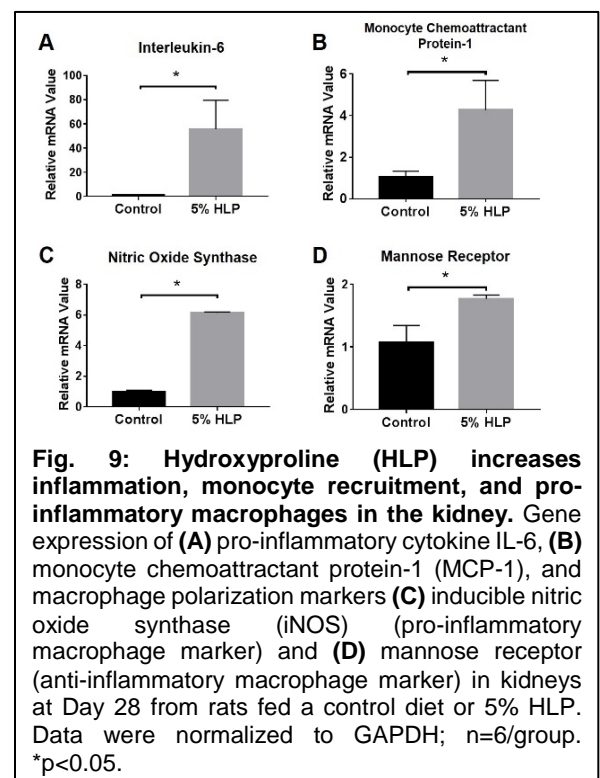 A
Interleukin-6
Relative mRNA Value
100
80
60
40
20
0
*
Control
5% HLP
B
Monocyte Chemoattractant
Protein-1
Relative mRNA Value
6
4
2
0
*
Control
5% HLP
C
Nitric Oxide Synthase
Relative mRNA Value
8
6
4
2
0
*
Control
5% HLP
D
Mannose Receptor
Relative mRNA Value
2
1
0
*
Control
5% HLP
Fig. 9: Hydroxyproline (HLP) increases
inflammation, monocyte recruitment, and pro-
inflammatory macrophages in the kidney. Gene
expression of (A) pro-inflammatory cytokine IL-6, (B)
monocyte chemoattractant protein-1 (MCP-1), and
macrophage polarization markers (C) inducible nitric
oxide synthase (iNOS) (pro-inflammatory
macrophage marker) and (D) mannose receptor
(anti-inflammatory macrophage marker) in kidneys
at Day 28 from rats fed a control diet or 5% HLP.
Data were normalized to GAPDH; n=6/group.
*p<0.05.